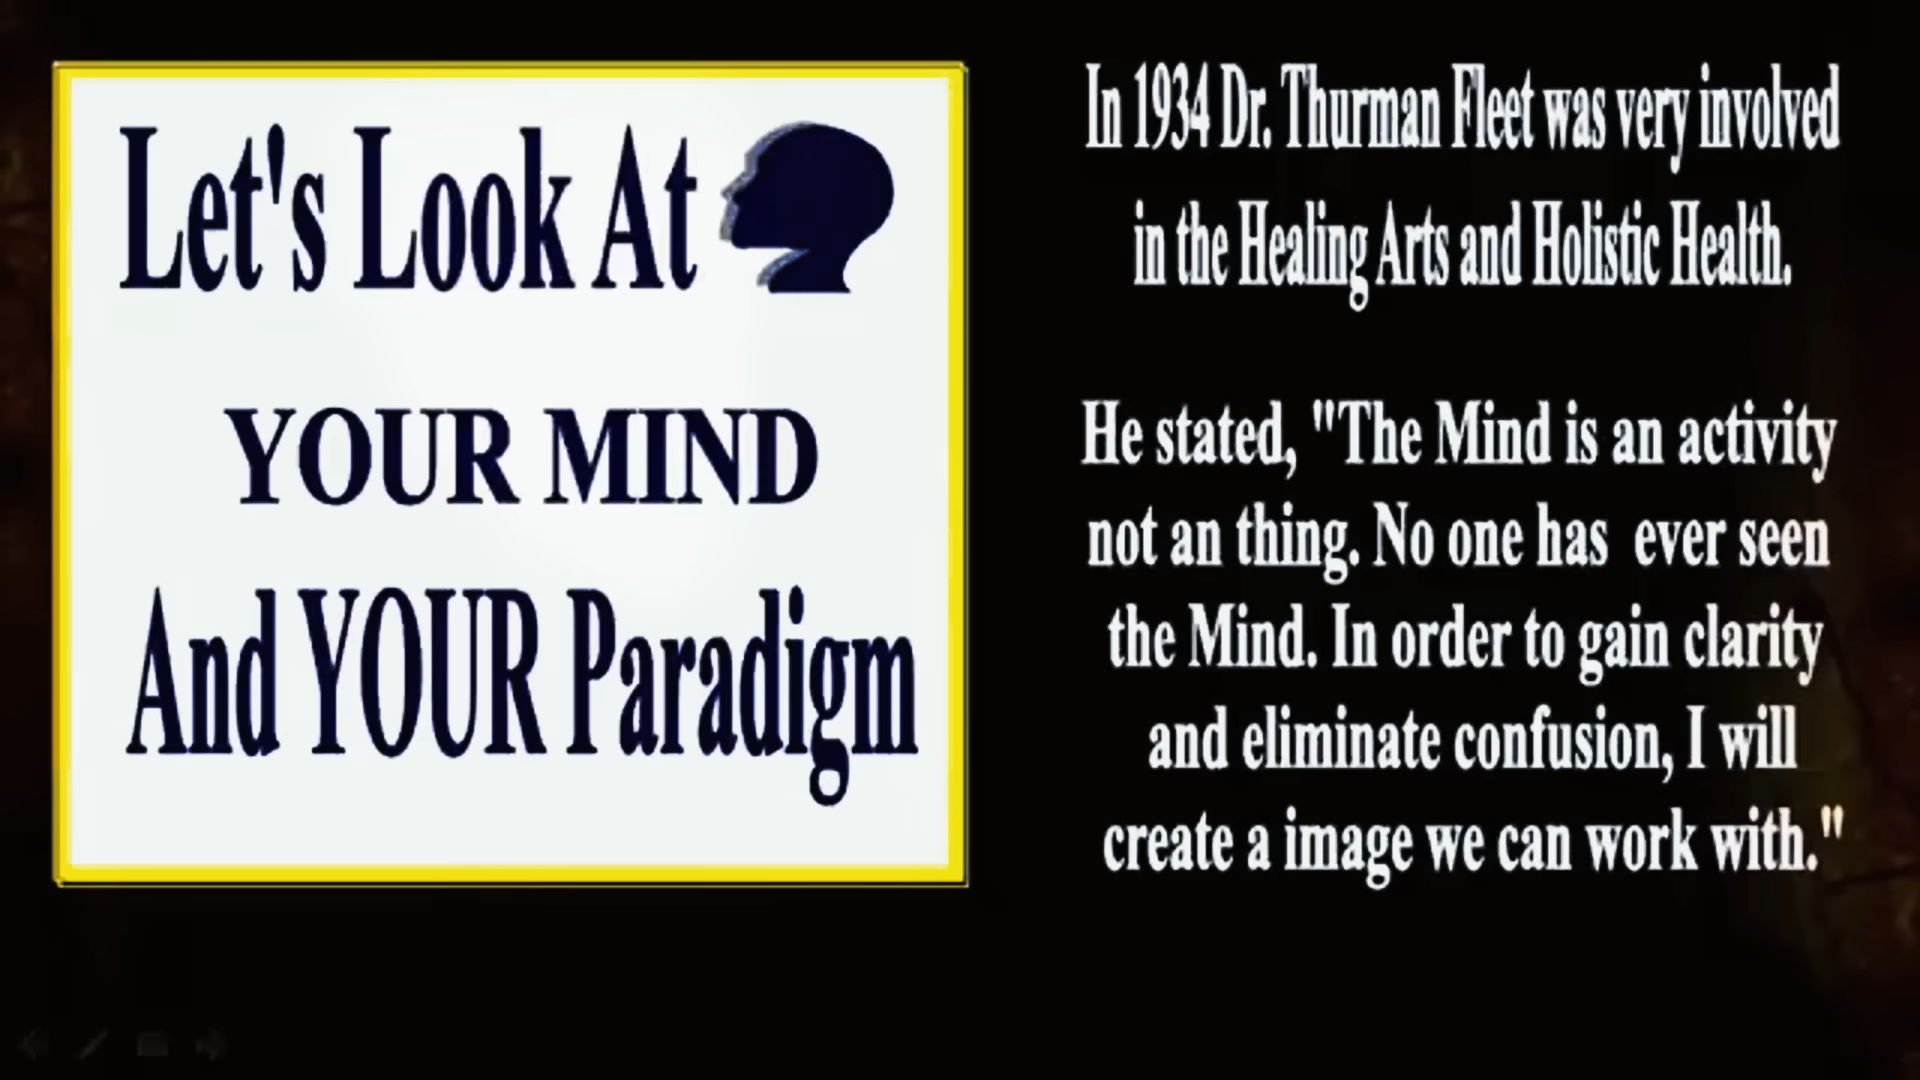 Let's Look At
YOUR MIND
And YOUR Paradigm
In 1934 Dr. Thurman Fleet was very involved
in the Healing Arts and Holistic Health.
He stated, "The Mind is an activity
not an thing. No one has ever seen
the Mind. In order to gain clarity
and eliminate confusion, I will
create a image we can work with."